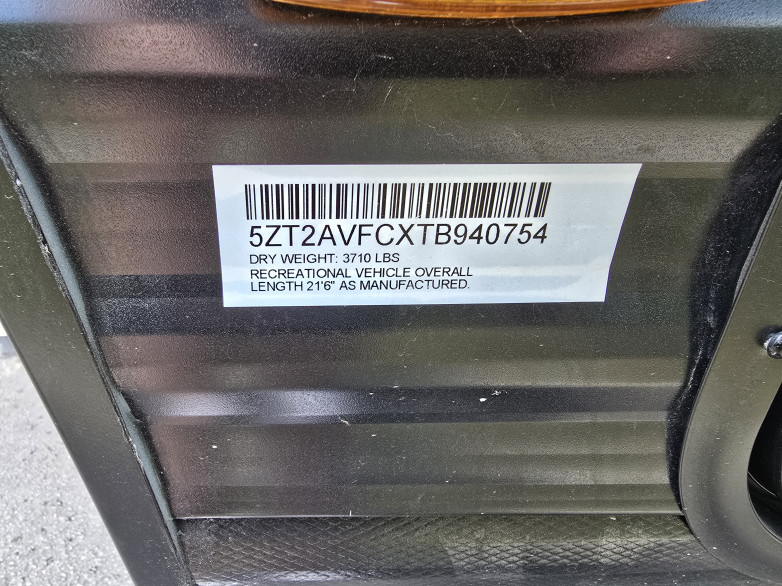 5ZT2AVFCXTB940754
DRY WEIGHT: 3710 LBS
RECREATIONAL VEHICLE OVERALL
LENGTH 21'6" AS MANUFACTURED.